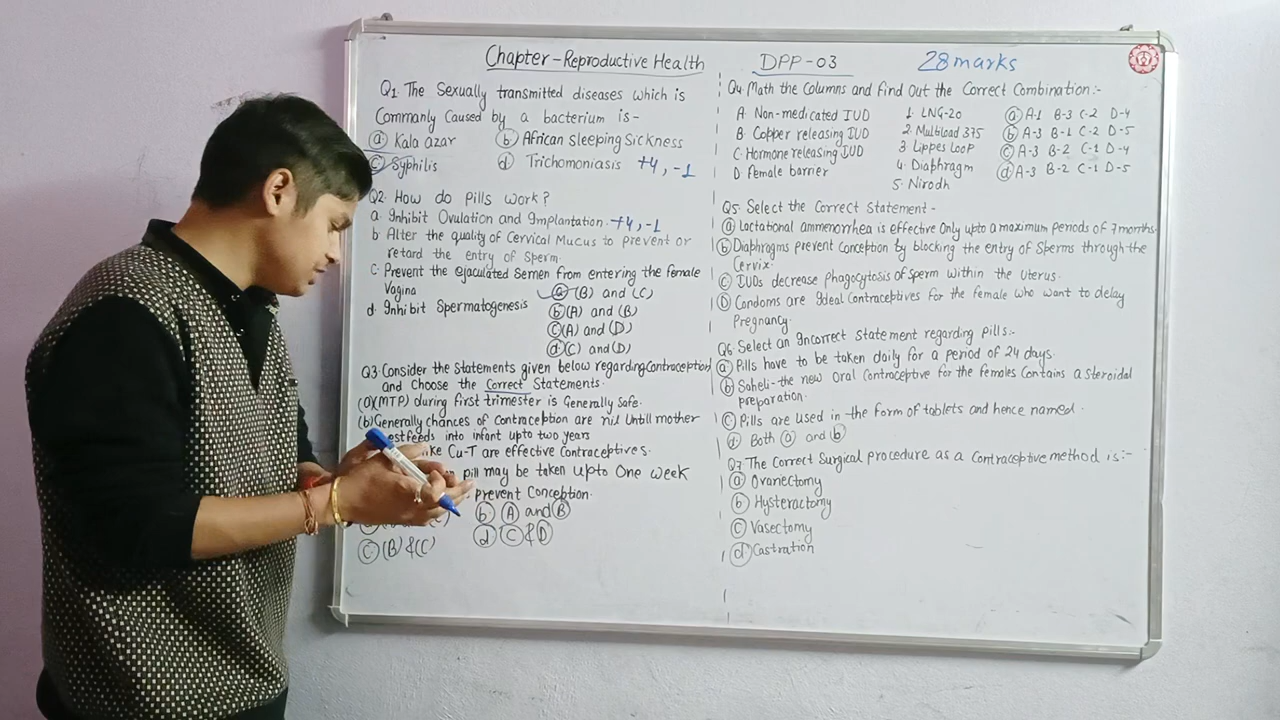 Chapter-Reproductive Health
DPP-03
28 marks
Q1. The Sexually transmitted diseases which is
Commanly Caused by a bacterium is-
(a) Kala azar
(b) African sleeping Sickness
(c) Syphilis
(d) Trichomoniasis +4, -1
Q2. How do Pills Work?
a. Inhibit Ovulation and Implantation. +4, -1
b. Alter the quality of Cervical Mucus to prevent or
retard the entry of Sperm.
C. Prevent the ejaculated Semen from entering the female
Vagina
d. Inhibit Spermatogenesis
(a) (B) and (C)
(b) (A) and (B)
(C) (A) and (D)
(d) (C) and (D)
Q3. Consider the Statements given below regarding Contraception
and Choose the Correct Statements.
(MTP) during First trimester is Generally Safe.
(b) Generally Chances of Contraception are nil Untill mother
estfeeds into infant upto two years
ke Cu-T are effective Contraceptives.
pill may be taken Upto One Week
prevent Conception.
(b) (A) and (B)
(C) (B) & (C)
(d) (C) & (D)
Q4. Math the Columns and find Out the Correct Combination:-
A. Non-medicated IUD
B. Copper releasing IUD
C. Hormone releasing IUD
D. Female barrier
1. LNG-20
2. Multiload 375
3 Lippes Loop
4. Diaphragm
5. Nirodh
(a) A-1 B-3 C-2 D-4
(b) A-3 B-1 C-2 D-5
(c) A-3 B-2 C-1 D-4
(d) A-3 B-2 C-1 D-5
Q5. Select the Correct Statement-
(a) Lactational ammenorrhea is effective Only upto a maximum periods of 7 months.
(b) Diaphragms prevent Conception by blocking the entry of Sperms through the
Cervix.
(C) IUDs decrease phagocytosis of sperm within the Uterus.
(D) Condoms are Ideal Contraceptives for the female who want to delay
Pregnancy.
Q6. Select an Incorrect Statement regarding pills:-
(a) Pills have to be taken daily for a period of 24 days.
(b) Saheli-the new Oral Contraceptive for the females Contains a steroidal
preparation.
(C) Pills are used in the form of tablets and hence named.
(d) Both (a) and (b)
Q7 The Correct Surgical procedure as a Contraceptive method is:-
(a) Ovariectomy
(b) Hysteractomy
(C) Vasectomy
(d) Castration